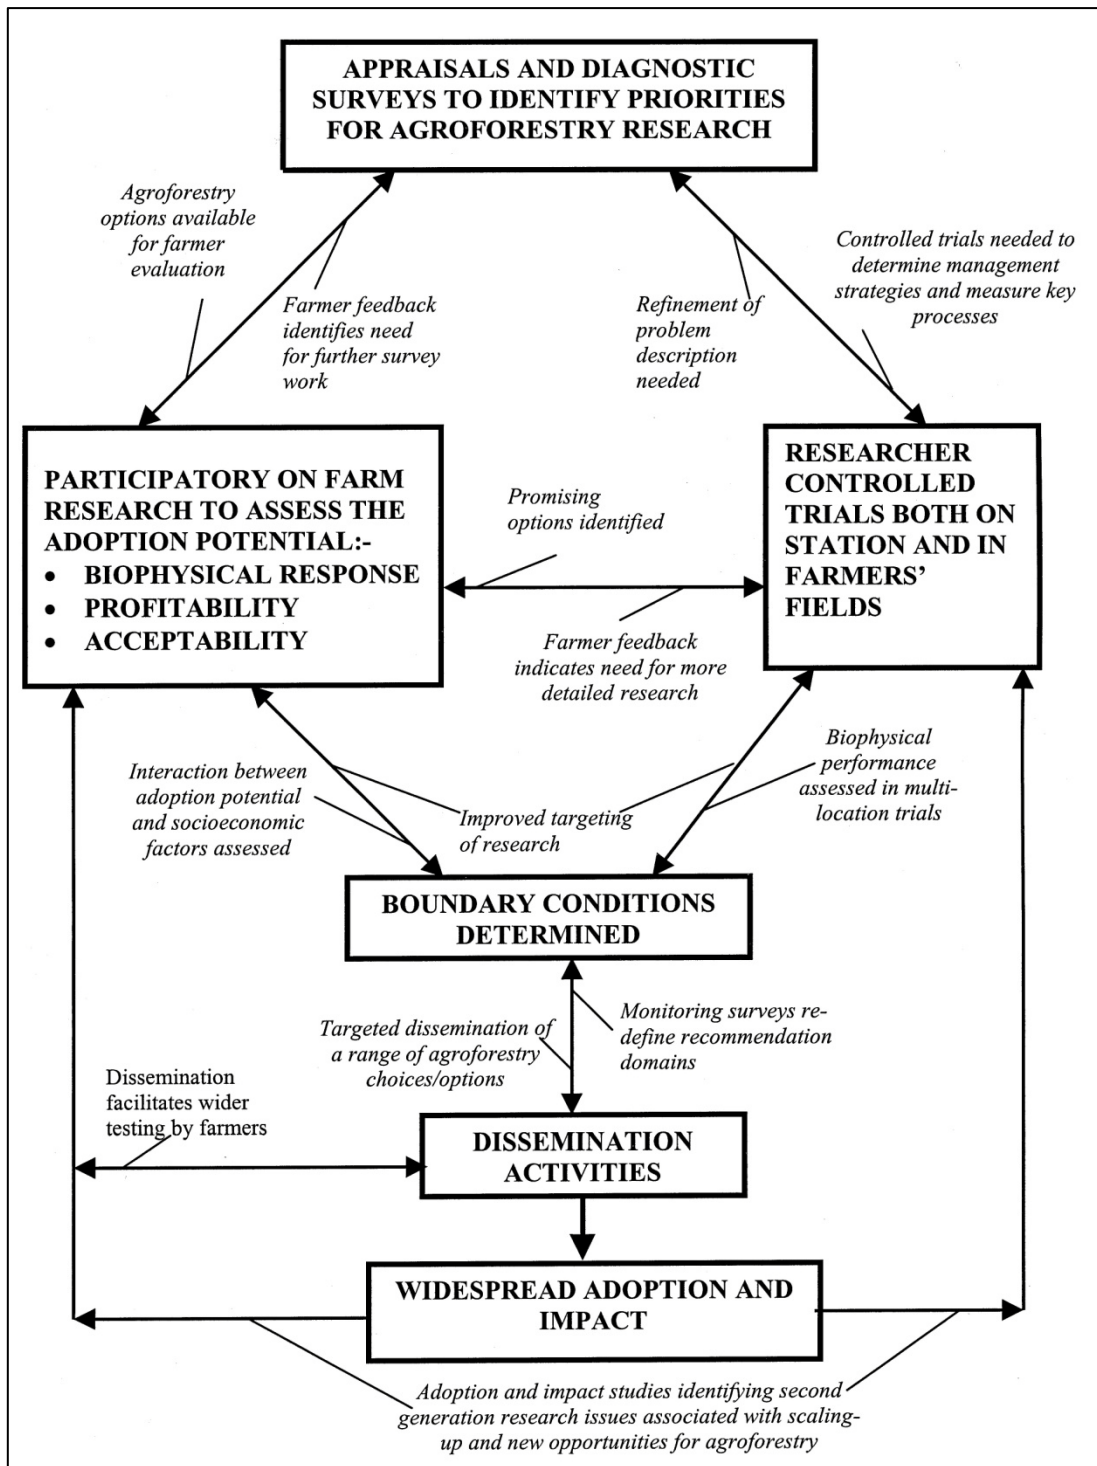 APPRAISALS AND DIAGNOSTIC
SURVEYS TO IDENTIFY PRIORITIES
FOR AGROFORESTRY RESEARCH
Agroforestry
options available
for farmer
evaluation
Farmer feedback
identifies need
for further survey
work
Refinement of
problem
description
needed
Controlled trials needed to
determine management
strategies and measure key
processes
PARTICIPATORY ON FARM
RESEARCH TO ASSESS THE
ADOPTION POTENTIAL:-
• BIOPHYSICAL RESPONSE
• PROFITABILITY
• ACCEPTABILITY
Promising
options identified
Farmer feedback
indicates need for more
detailed research
RESEARCHER
CONTROLLED
TRIALS BOTH ON
STATION AND IN
FARMERS’
FIELDS
Interaction between
adoption potential
and socioeconomic
factors assessed
Improved targeting
of research
Biophysical
performance
assessed in multi-
location trials
BOUNDARY CONDITIONS
DETERMINED
Targeted dissemination of
a range of agroforestry
choices/options
Monitoring surveys re-
define recommendation
domains
Dissemination
facilitates wider
testing by farmers
DISSEMINATION
ACTIVITIES
WIDESPREAD ADOPTION AND
IMPACT
Adoption and impact studies identifying second
generation research issues associated with scaling-
up and new opportunities for agroforestry